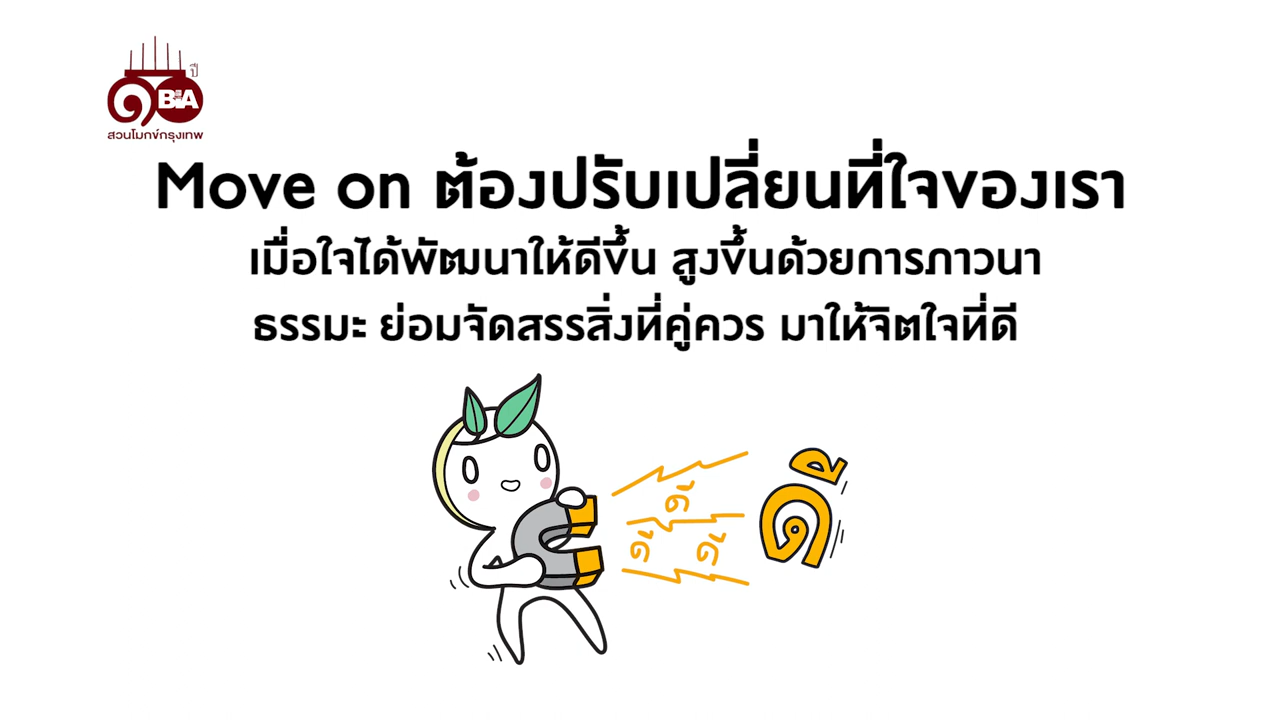 ๑๐ ปี
BIA
สวนโมกข์กรุงเทพ
Move on ต้องปรับเปลี่ยนที่ใจของเรา
เมื่อใจได้พัฒนาให้ดีขึ้น สูงขึ้นด้วยการภาวนา
ธรรมะ ย่อมจัดสรรสิ่งที่คู่ควร มาให้จิตใจที่ดี
ดี
ดี
ดี
ดี